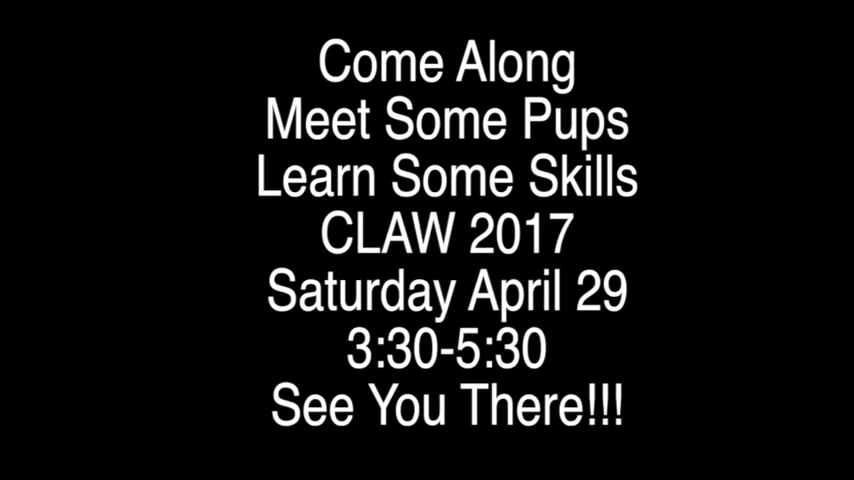 Come Along
Meet Some Pups
Learn Some Skills
CLAW 2017
Saturday April 29
3:30-5:30
See You There!!!